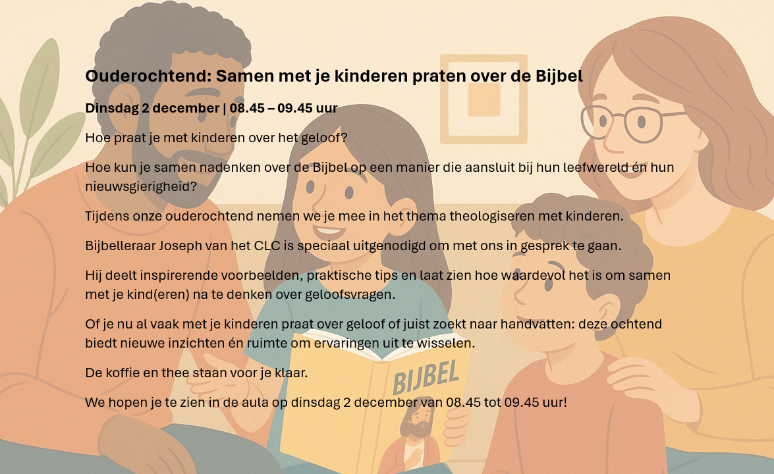 Ouderochtend: Samen met je kinderen praten over de Bijbel
Dinsdag 2 december | 08.45 – 09.45 uur
Hoe praat je met kinderen over het geloof?
Hoe kun je samen nadenken over de Bijbel op een manier die aansluit bij hun leefwereld én hun
nieuwsgierigheid?
Tijdens onze ouderochtend nemen we je mee in het thema theologiseren met kinderen.
Bijbelleraar Joseph van het CLC is speciaal uitgenodigd om met ons in gesprek te gaan.
Hij deelt inspirerende voorbeelden, praktische tips en laat zien hoe waardevol het is om samen
met je kind(eren) na te denken over geloofsvragen.
Of je nu al vaak met je kinderen praat over geloof of juist zoekt naar handvatten: deze ochtend
biedt nieuwe inzichten én ruimte om ervaringen uit te wisselen.
De koffie en thee staan voor je klaar.
BIJBEL
We hopen je te zien in de aula op dinsdag 2 december van 08.45 tot 09.45 uur!